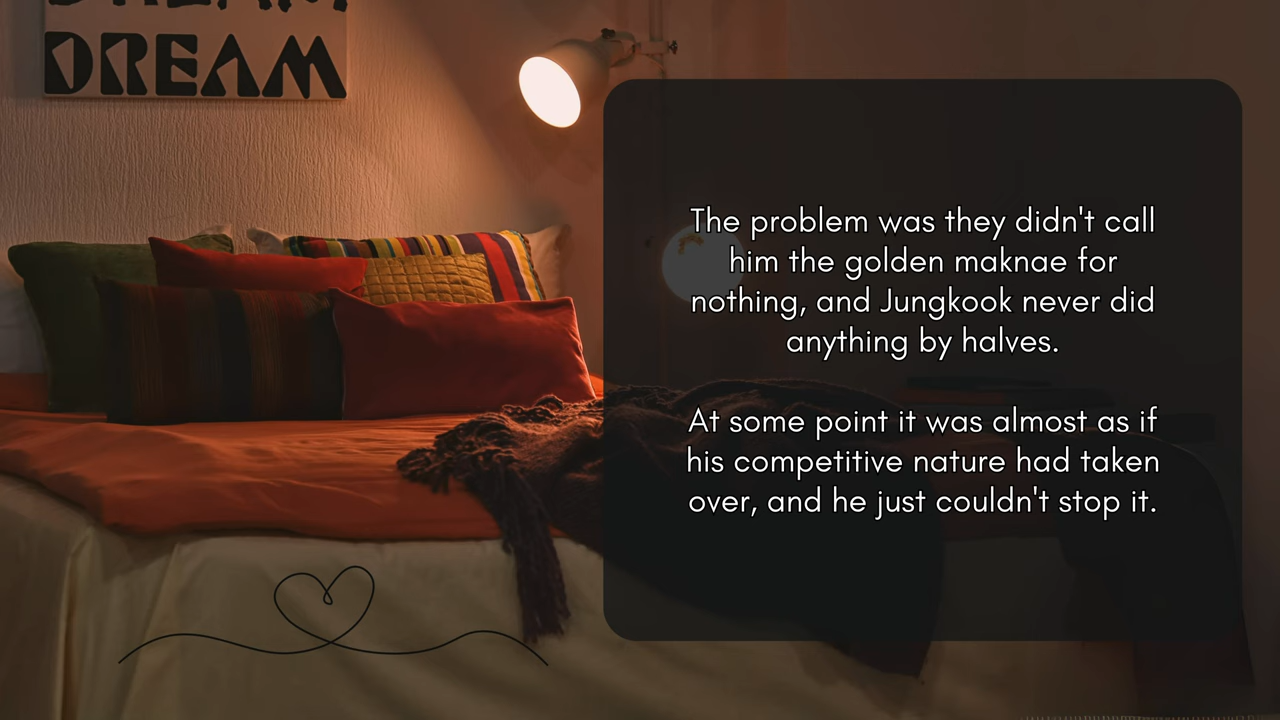 DREAM
DREAM
The problem was they didn't call
him the golden maknae for
nothing, and Jungkook never did
anything by halves.
At some point it was almost as if
his competitive nature had taken
over, and he just couldn't stop it.